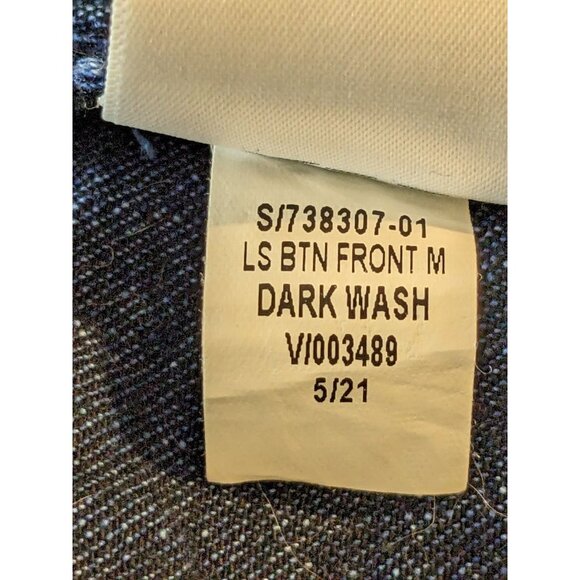 S/738307-01
LS BTN FRONT M
DARK WASH
V/003489
5/21